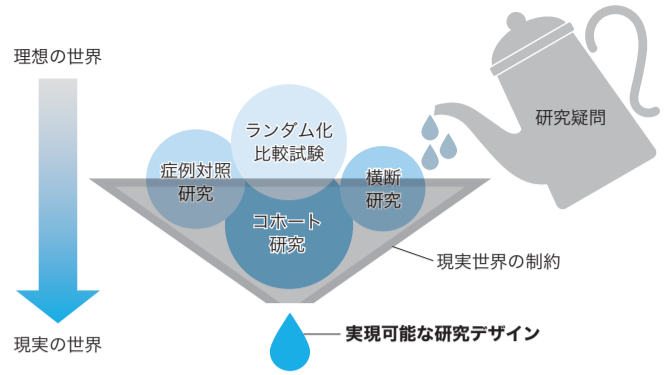 理想の世界
研究疑問
ランダム化
比較試験
症例対照
研究
横断
研究
コホート
研究
現実世界の制約
実現可能な研究デザイン
現実の世界